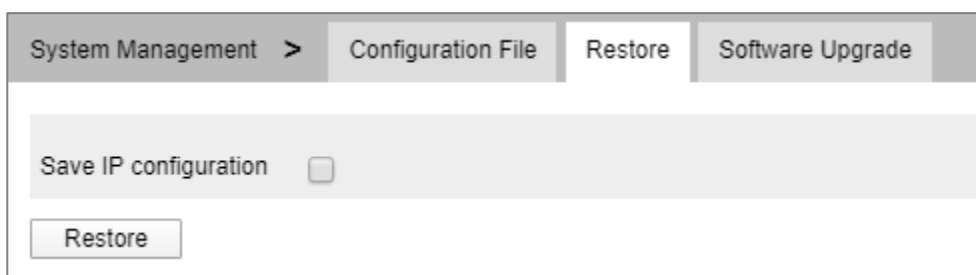 System Management > Configuration File Restore Software Upgrade
Save IP configuration
Restore